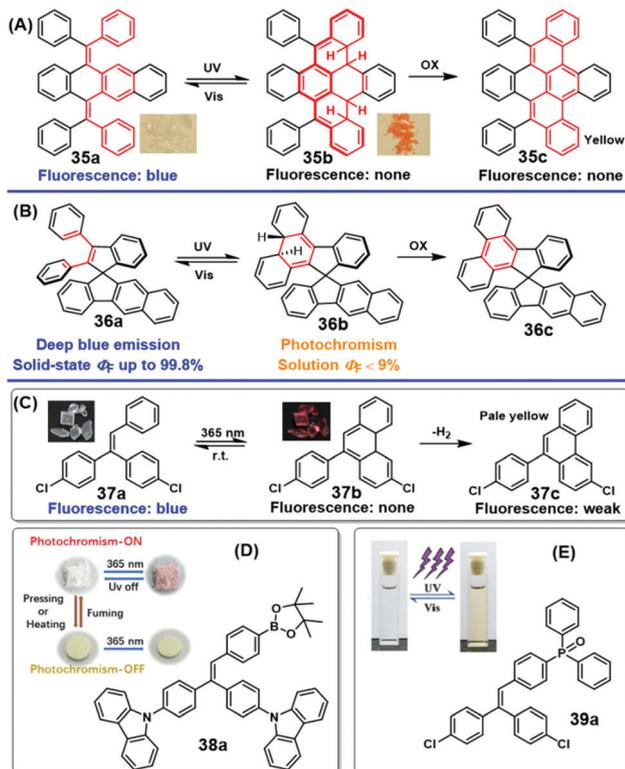 (A)
UV
Vis
OX
H H
H H
35a
35b
35c
Yellow
Fluorescence: blue
Fluorescence: none
Fluorescence: none
(B)
UV
Vis
OX
H
H
36a
36b
36c
Deep blue emission
Photochromism
Solid-state ΦF up to 99.8%
Solution ΦF < 9%
(C)
365 nm
r.t.
-H2
Pale yellow
Cl
Cl
37a
Cl
Cl
37b
Cl
Cl
37c
Fluorescence: blue
Fluorescence: none
Fluorescence: weak
Photochromism-ON
(D)
365 nm
Uv off
Pressing
or
Heating
Fuming
365 nm
Photochromism-OFF
O
B
O
N
N
38a
(E)
UV
Vis
P
O
Cl
Cl
39a